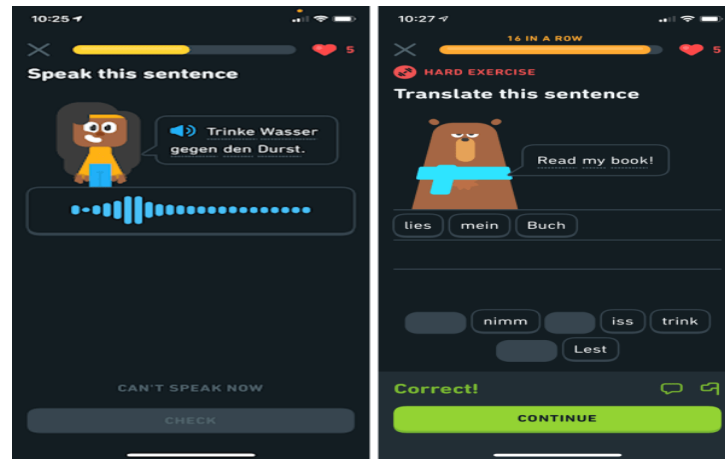 10:25
5
Speak this sentence
Trinke Wasser
gegen den Durst.
CAN'T SPEAK NOW
CHECK
10:27
16 IN A ROW
5
HARD EXERCISE
Translate this sentence
Read my book!
lies mein Buch
nimm iss trink
Lest
Correct!
CONTINUE